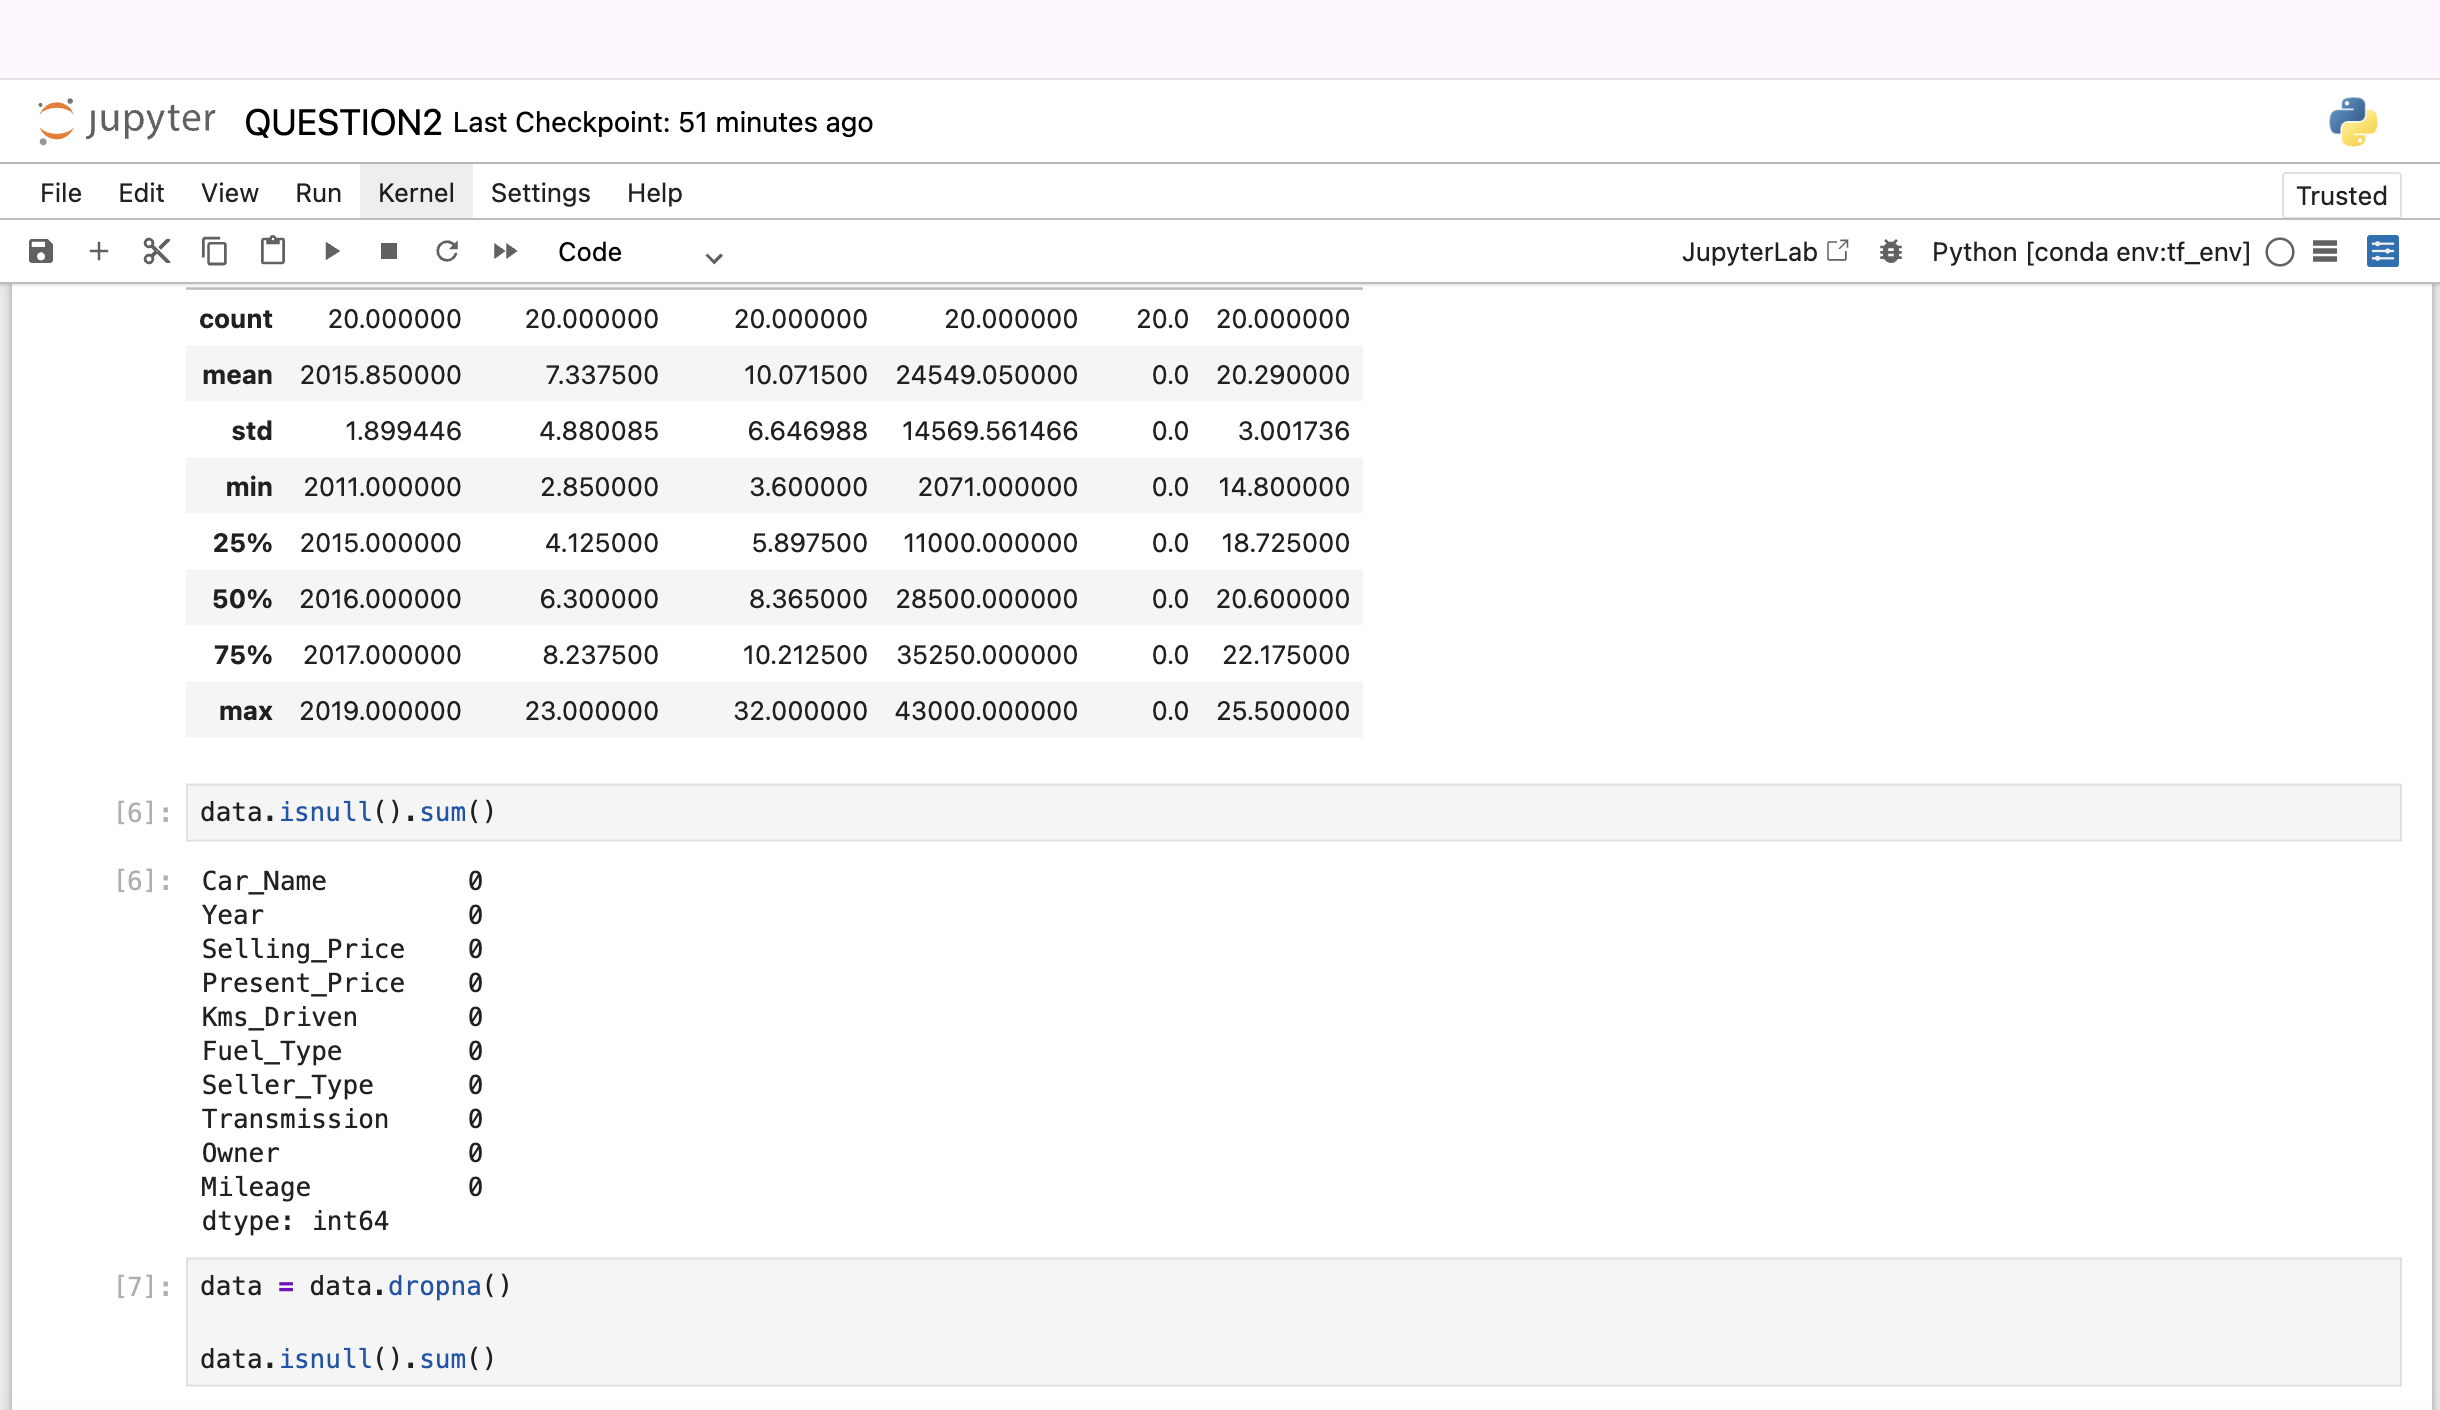 jupyter QUESTION2 Last Checkpoint: 51 minutes ago
File Edit View Run Kernel Settings Help Trusted
Code JupyterLab Python [conda env:tf_env]
count 20.000000 20.000000 20.000000 20.000000 20.0 20.000000
mean 2015.850000 7.337500 10.071500 24549.050000 0.0 20.290000
std 1.899446 4.880085 6.646988 14569.561466 0.0 3.001736
min 2011.000000 2.850000 3.600000 2071.000000 0.0 14.800000
25% 2015.000000 4.125000 5.897500 11000.000000 0.0 18.725000
50% 2016.000000 6.300000 8.365000 28500.000000 0.0 20.600000
75% 2017.000000 8.237500 10.212500 35250.000000 0.0 22.175000
max 2019.000000 23.000000 32.000000 43000.000000 0.0 25.500000
[6]: data.isnull().sum()
[6]: Car_Name 0
Year 0
Selling_Price 0
Present_Price 0
Kms_Driven 0
Fuel_Type 0
Seller_Type 0
Transmission 0
Owner 0
Mileage 0
dtype: int64
[7]: data = data.dropna()
data.isnull().sum()